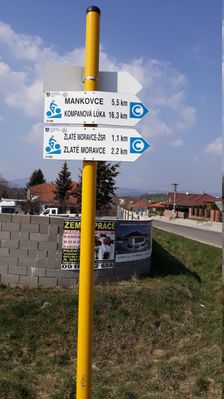 MANKOVCE 5,5 km
KOMPANOVÁ LÚKA 16,3 km
C
ZLATÉ MORAVCE-ŽSR 1,1 km
ZLATÉ MORAVCE 2,2 km
C